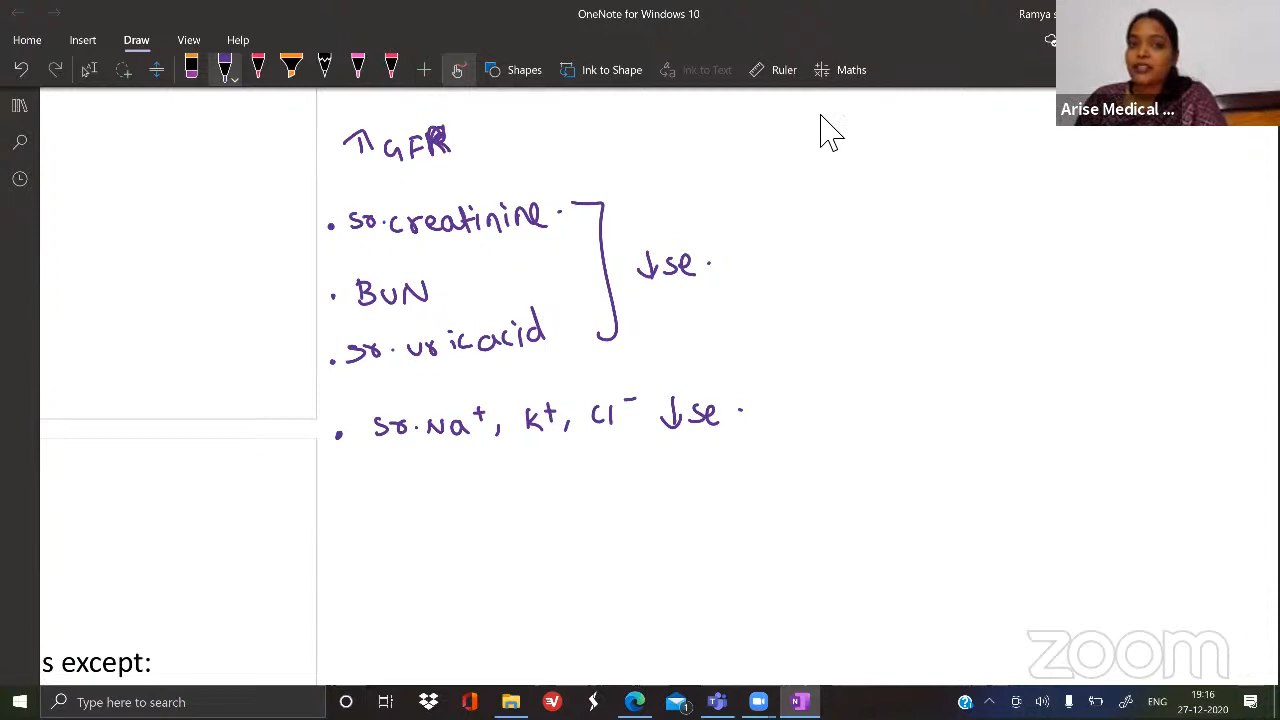 OneNote for Windows 10
Ramya s
Home Insert Draw View Help
Shapes Ink to Shape Ink to Text Ruler Maths
Arise Medical ...
↑ GFR
• sr. creatinine.
↓se.
• BUN
• sr. uric acid
• sr. Na⁺, K⁺, Cl⁻ ↓se.
s except:
zoom
Type here to search
1
ENG
19:16
27-12-2020